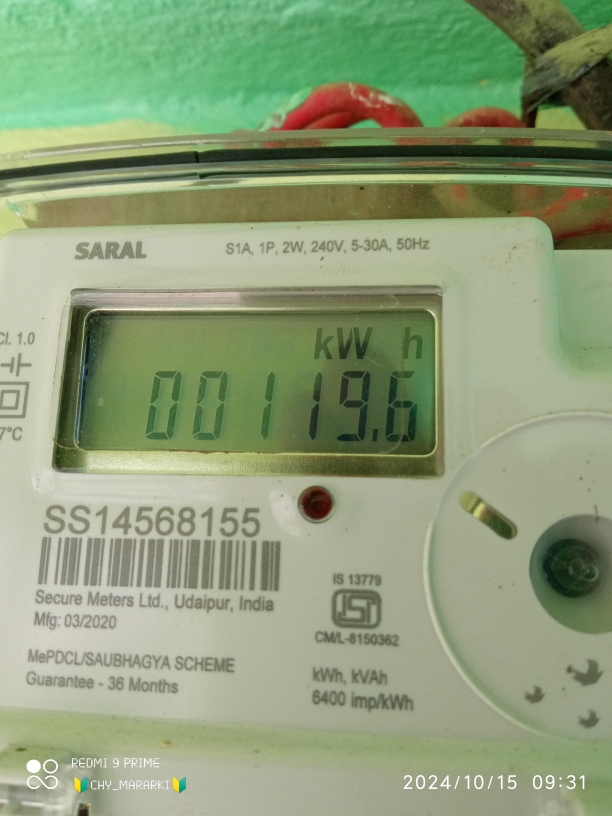 SARAL
S1A, 1P, 2W, 240V, 5-30A, 50Hz
Cl. 1.0
kW h
00119.6
7°C
SS14568155
Secure Meters Ltd., Udaipur, India
Mfg: 03/2020
IS 13779
ISI
CM/L-8150362
MePDCL/SAUBHAGYA SCHEME
Guarantee - 36 Months
kWh, kVAh
6400 imp/kWh
REDMI 9 PRIME
🔰CHY_MARARKI🔰
2024/10/15 09:31